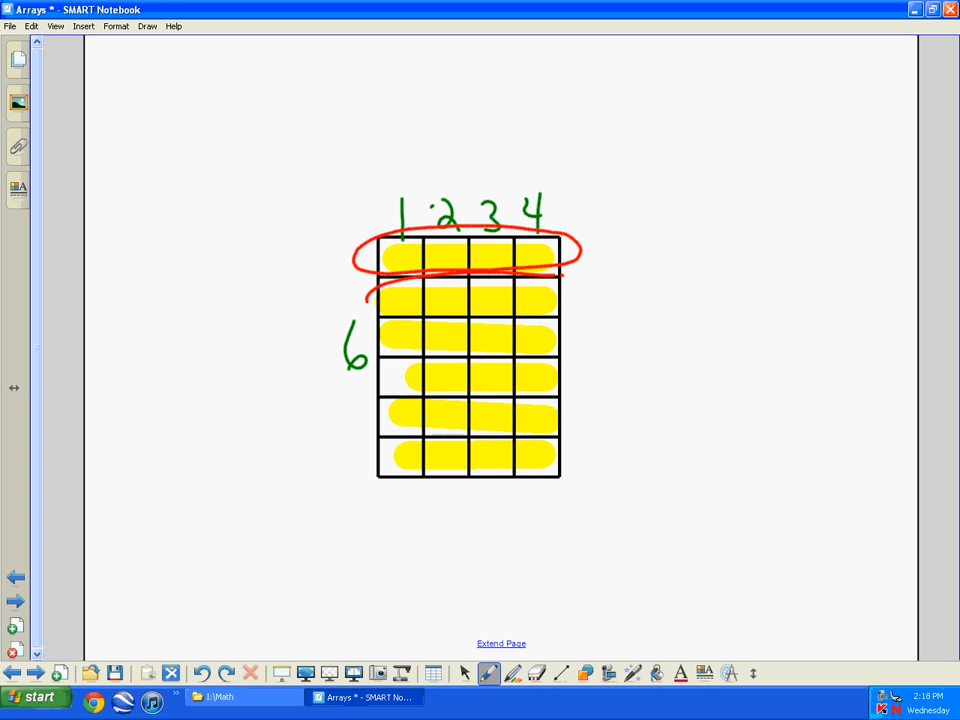 Arrays * - SMART Notebook
File Edit View Insert Format Draw Help
1 2 3 4
6
Extend Page
start
I:\Math
Arrays * - SMART No...
2:18 PM
Wednesday